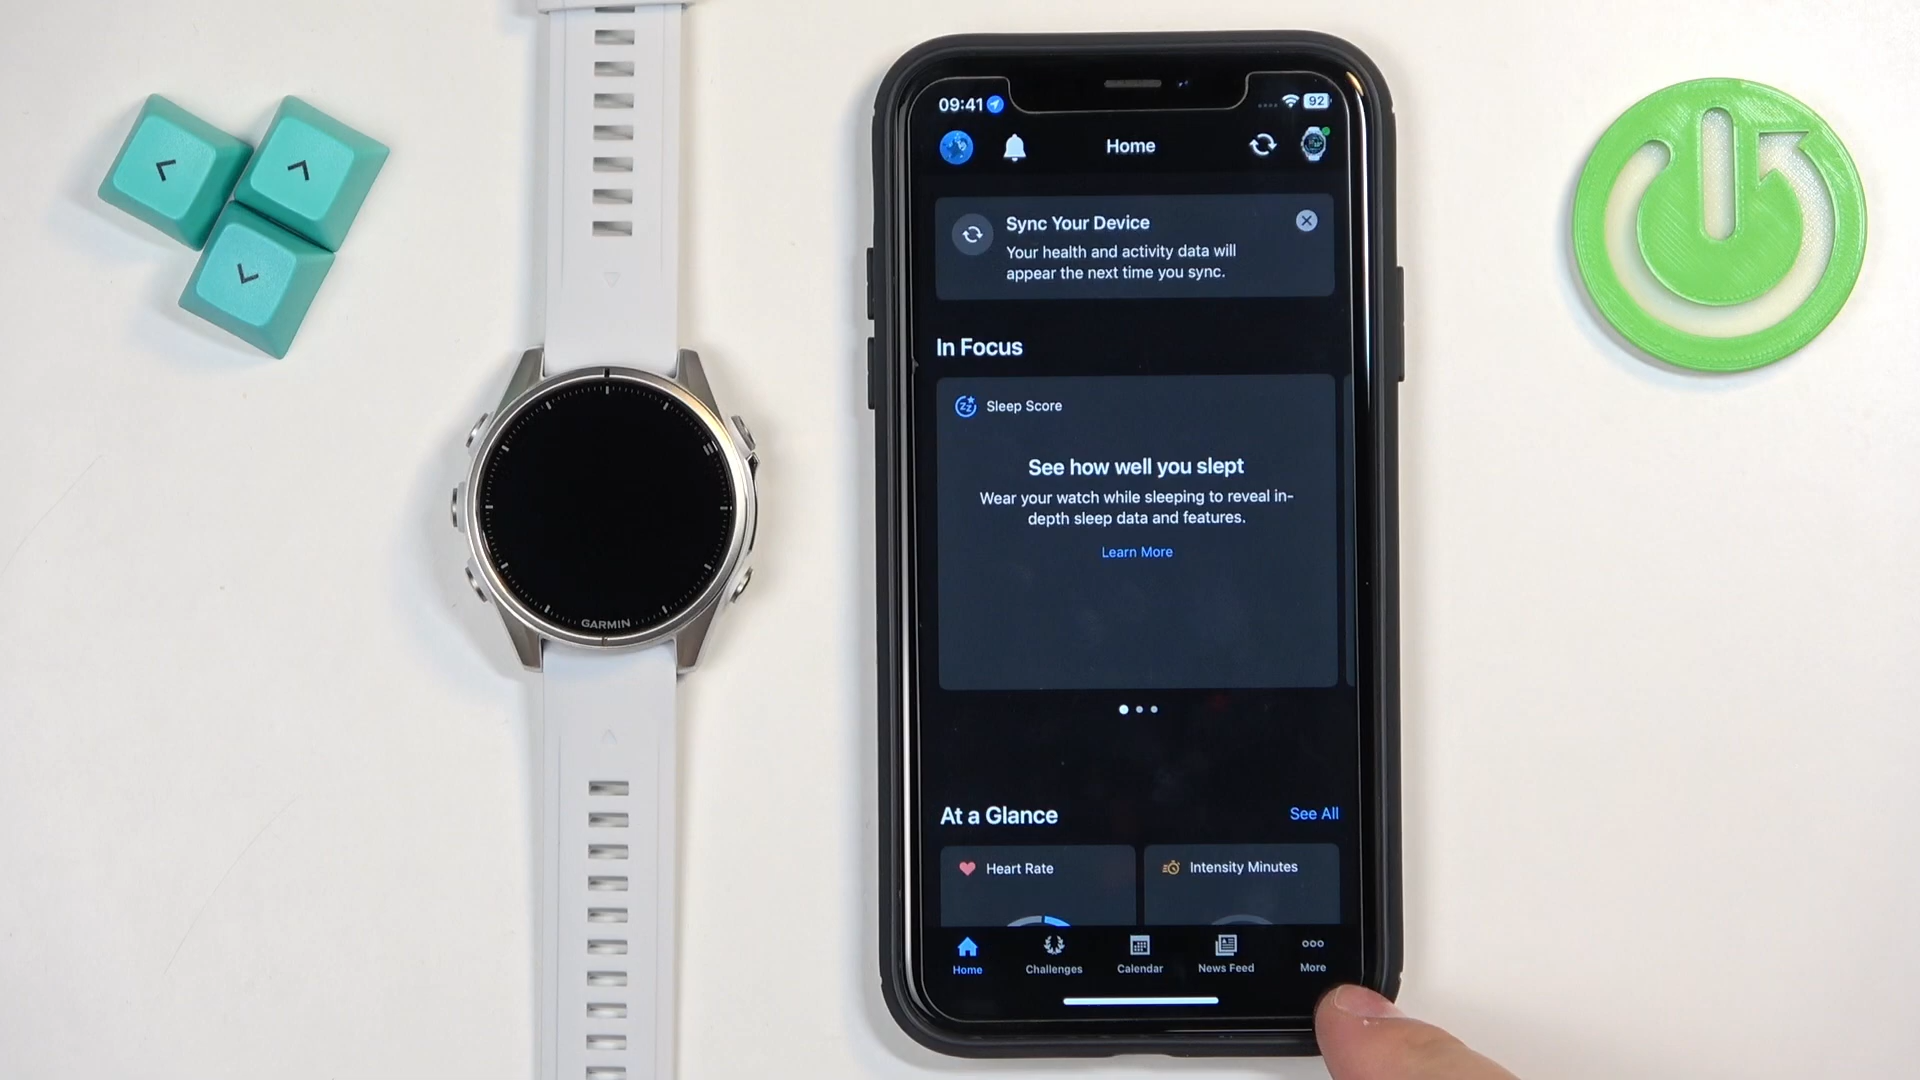 09:41
92
Home
Sync Your Device
Your health and activity data will
appear the next time you sync.
In Focus
Sleep Score
See how well you slept
Wear your watch while sleeping to reveal in-
depth sleep data and features.
Learn More
At a Glance
See All
Heart Rate
Intensity Minutes
Home
Challenges
Calendar
News Feed
More
GARMIN